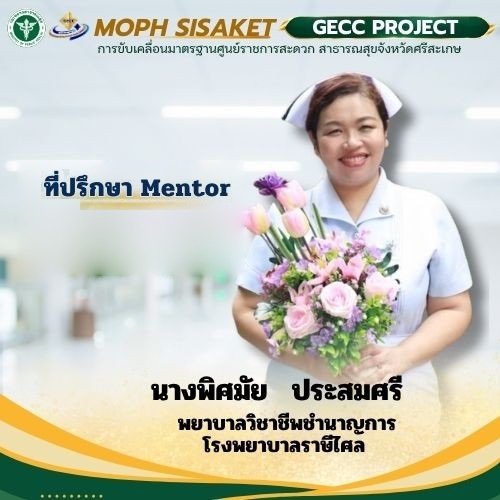 MOPH SISAKET GECC PROJECT
การขับเคลื่อนมาตรฐานศูนย์ราชการสะดวก สาธารณสุขจังหวัดศรีสะเกษ
ที่ปรึกษา Mentor
นางพิศมัย ประสมศรี
พยาบาลวิชาชีพชำนาญการ
โรงพยาบาลราษีไศล